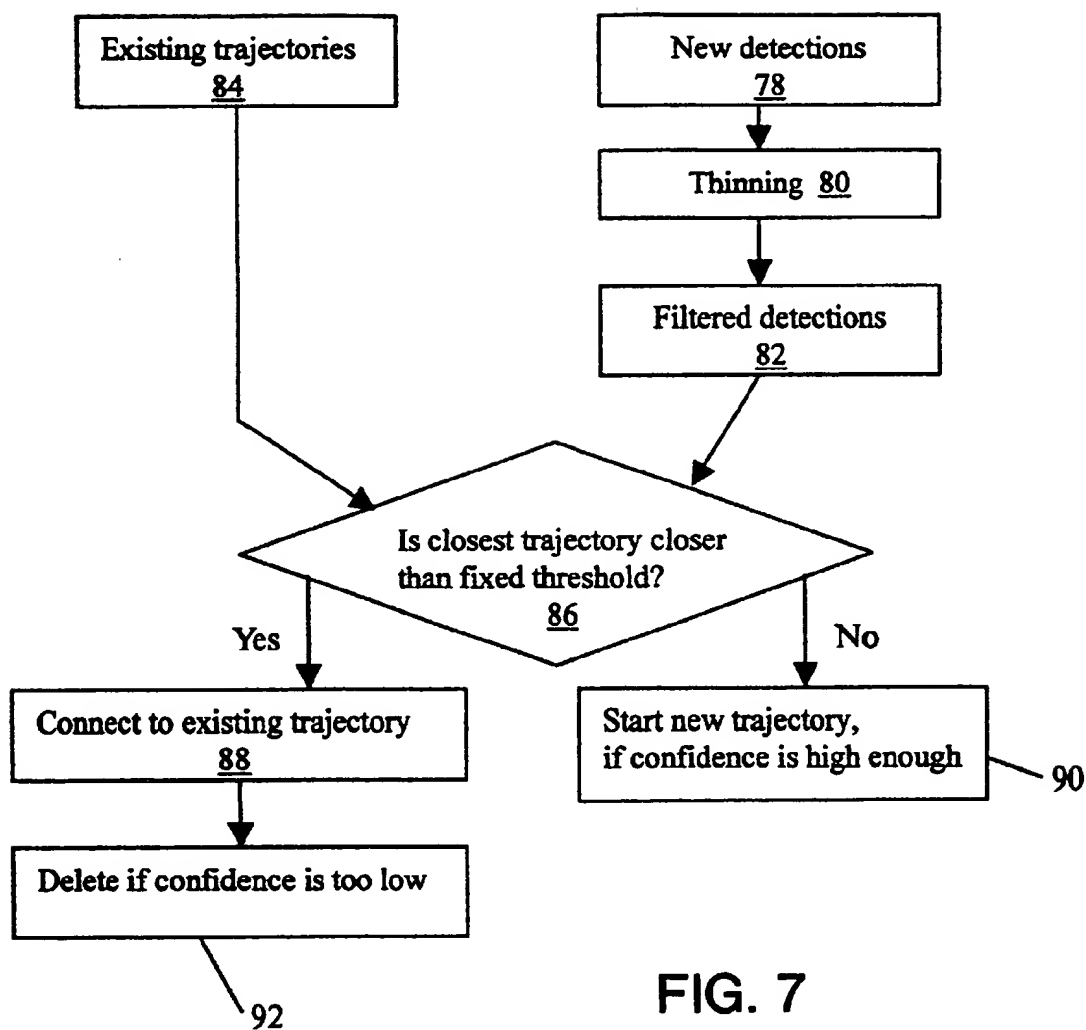 Existing trajectories
84
New detections
78
Thinning 80
Filtered detections
82
Is closest trajectory closer
than fixed threshold?
86
Yes
No
Connect to existing trajectory
88
Start new trajectory,
if confidence is high enough
90
Delete if confidence is too low
92
FIG. 7